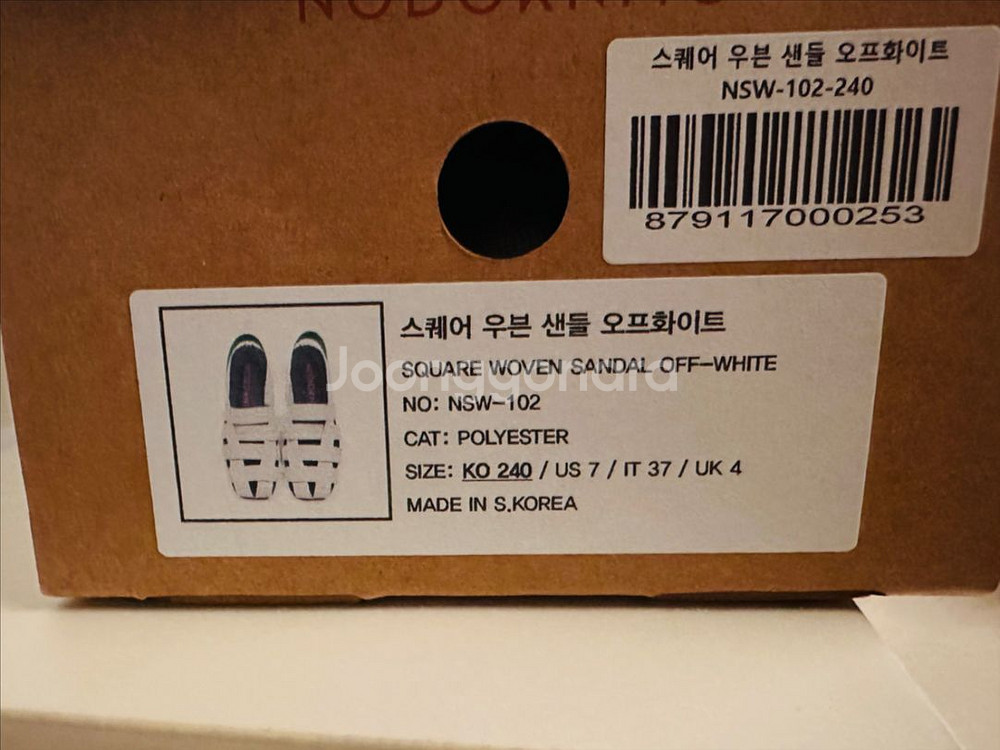 스퀘어 우븐 샌들 오프화이트
NSW-102-240
879117000253
스퀘어 우븐 샌들 오프화이트
SQUARE WOVEN SANDAL OFF-WHITE
Joonggonara
NO: NSW-102
CAT: POLYESTER
SIZE: KO 240 / US 7 / IT 37 / UK 4
MADE IN S.KOREA